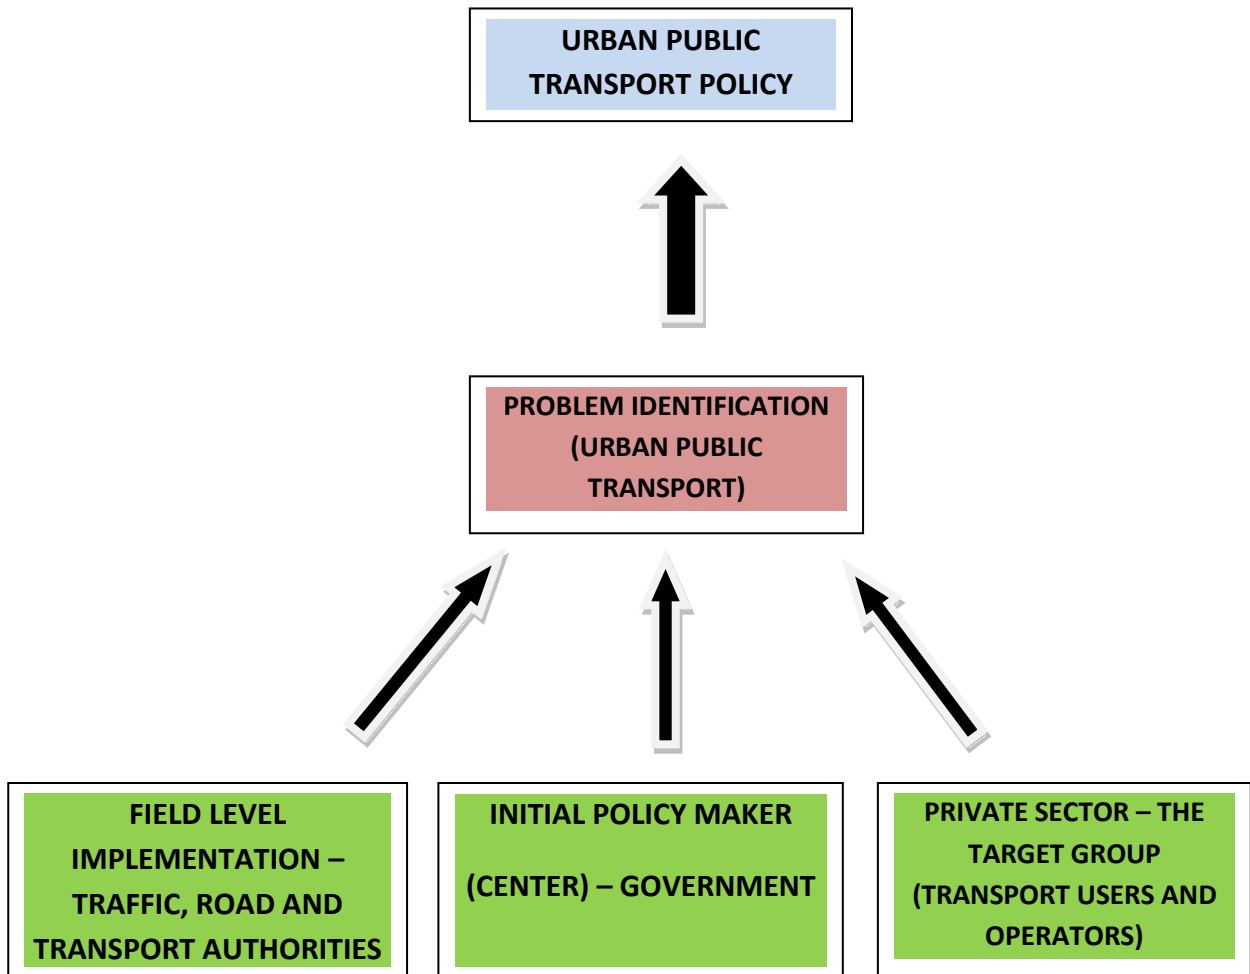 URBAN PUBLIC
TRANSPORT POLICY
PROBLEM IDENTIFICATION
(URBAN PUBLIC
TRANSPORT)
FIELD LEVEL
IMPLEMENTATION –
TRAFFIC, ROAD AND
TRANSPORT AUTHORITIES
INITIAL POLICY MAKER
(CENTER) – GOVERNMENT
PRIVATE SECTOR – THE
TARGET GROUP
(TRANSPORT USERS AND
OPERATORS)